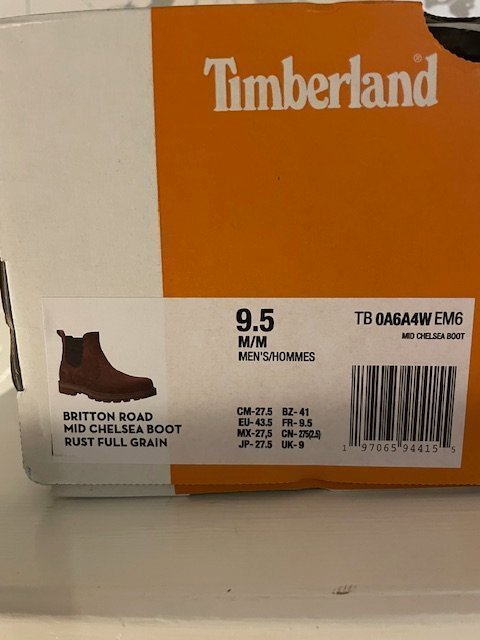 Timberland®
9.5
M/M
MEN'S/HOMMES
TB 0A6A4W EM6
MID CHELSEA BOOT
BRITTON ROAD
MID CHELSEA BOOT
RUST FULL GRAIN
CM-27.5 BZ- 41
EU- 43.5 FR- 9.5
MX-27,5 CN- 275(2.5)
JP- 27.5 UK- 9
1 97065 94415 5